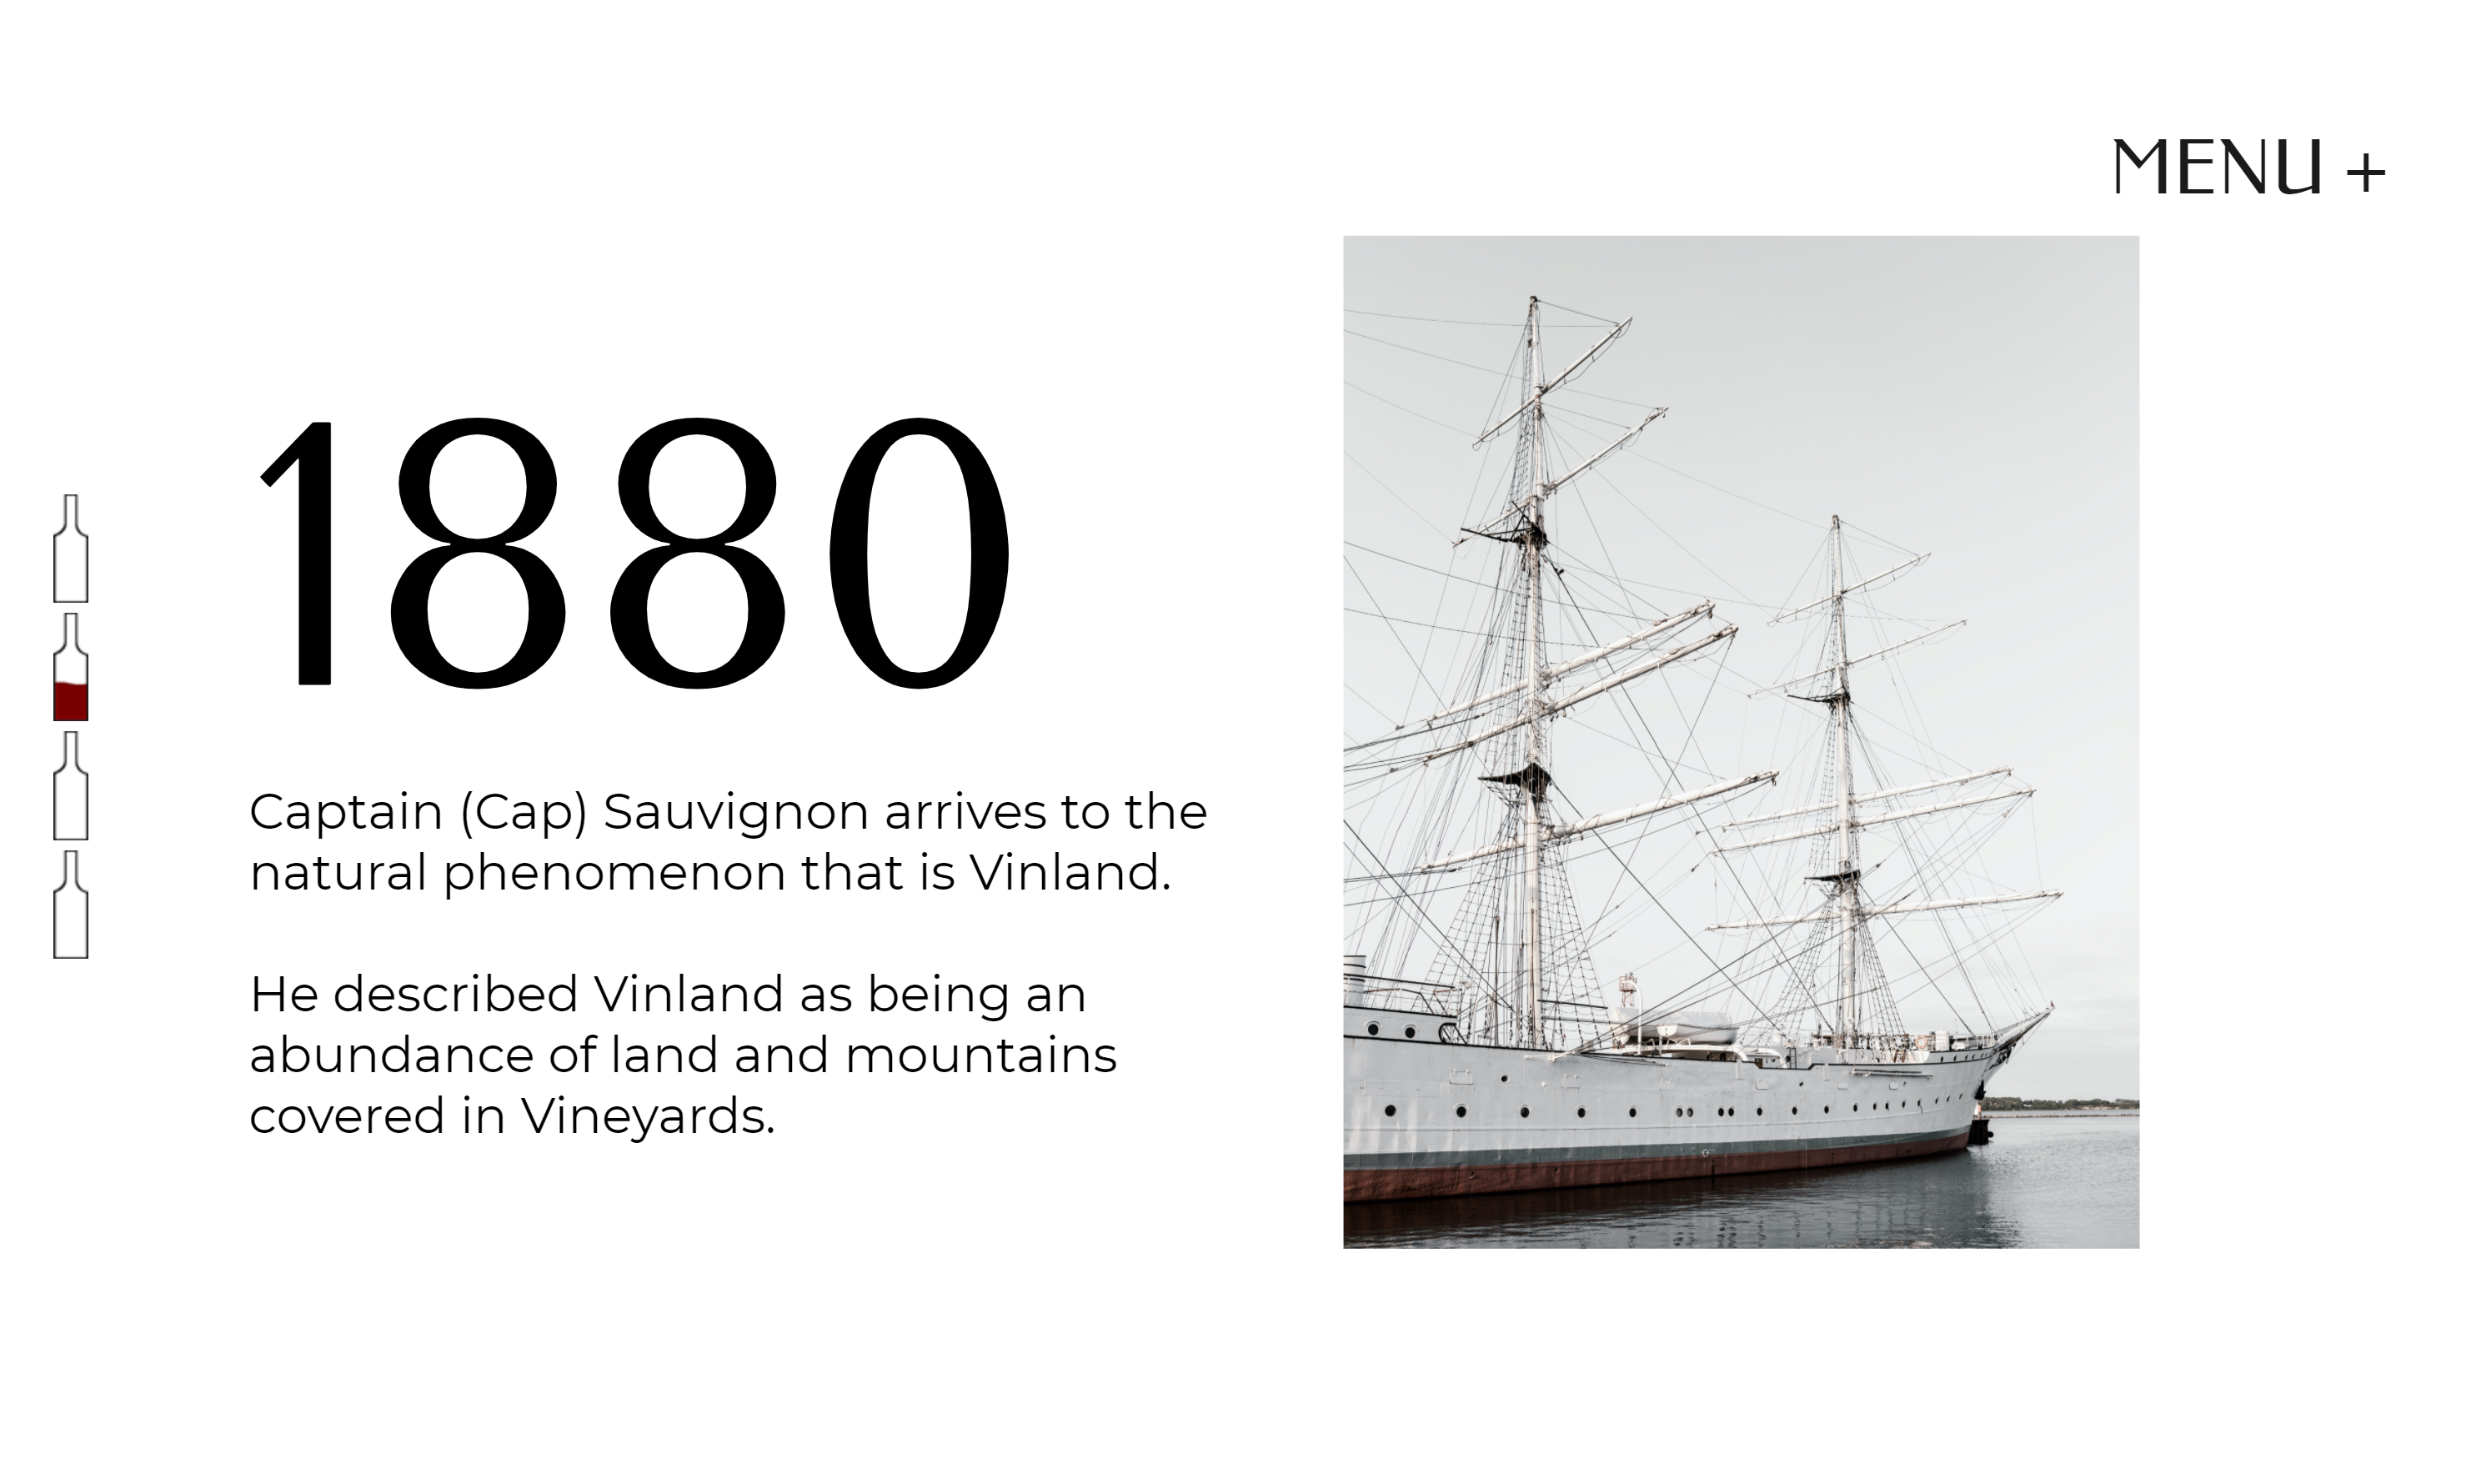 MENU +
1880
Captain (Cap) Sauvignon arrives to the
natural phenomenon that is Vinland.
He described Vinland as being an
abundance of land and mountains
covered in Vineyards.